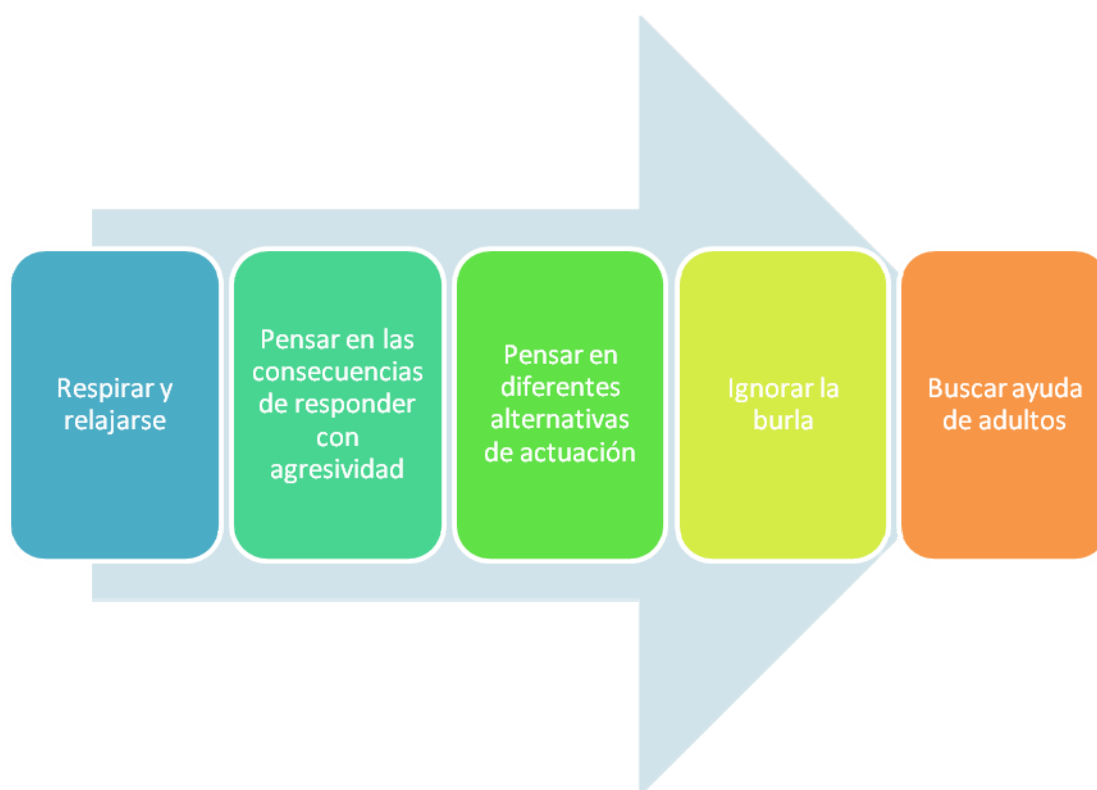 Respirar y
relajarse
Pensar en las
consecuencias
de responder
con
agresividad
Pensar en
diferentes
alternativas
de actuación
Ignorar la
burla
Buscar ayuda
de adultos